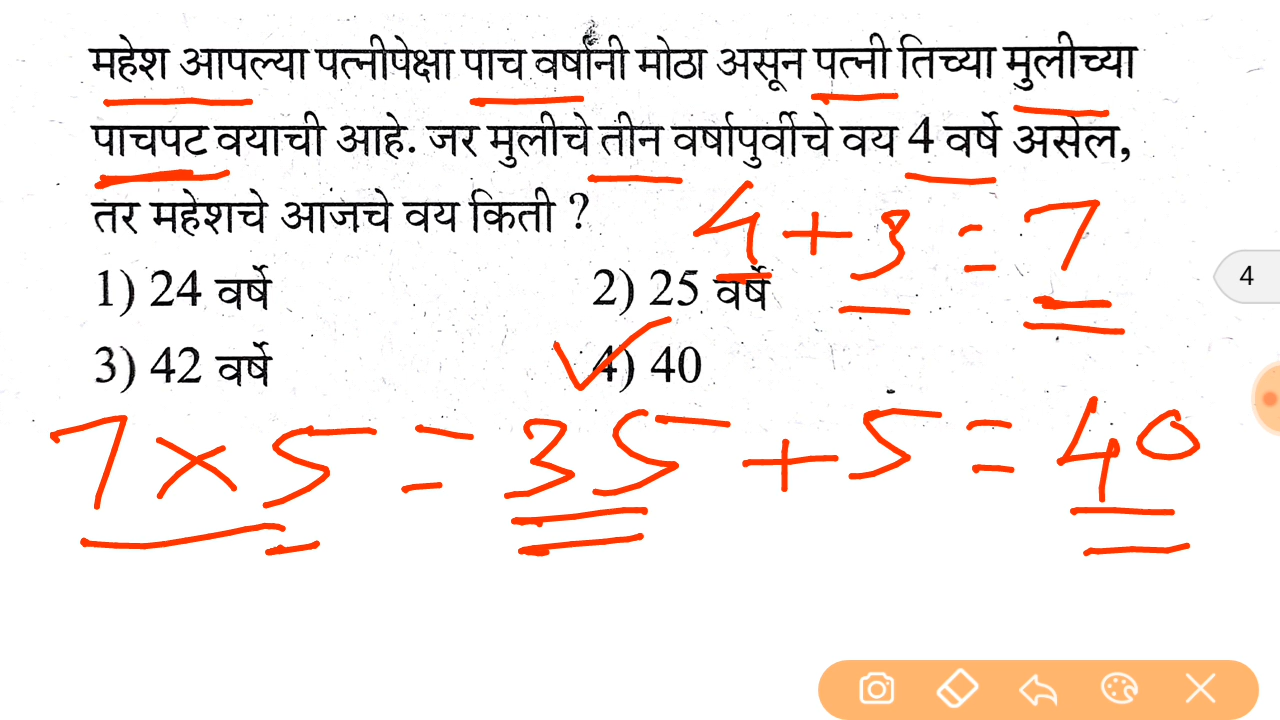 महेश आपल्या पत्नीपेक्षा पाच वर्षांनी मोठा असून पत्नी तिच्या मुलीच्या
पाचपट वयाची आहे. जर मुलीचे तीन वर्षापुर्वीचे वय 4 वर्षे असेल,
तर महेशचे आजचे वय किती ?
4 + 3 = 7
1) 24 वर्षे 2) 25 वर्षे
4
3) 42 वर्षे 4) 40
7 × 5 = 35 + 5 = 40